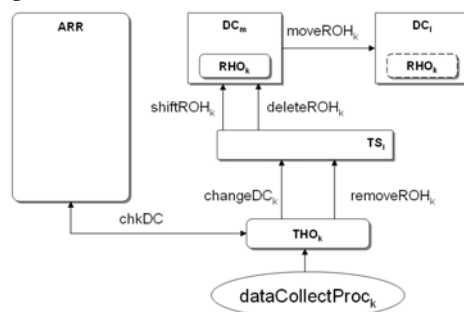 ARR
DCm
DCl
moveROHk
RHOk
RHOk
shiftROHk
deleteROHk
TSi
changeDCk
removeROHk
chkDC
THOk
dataCollectProck